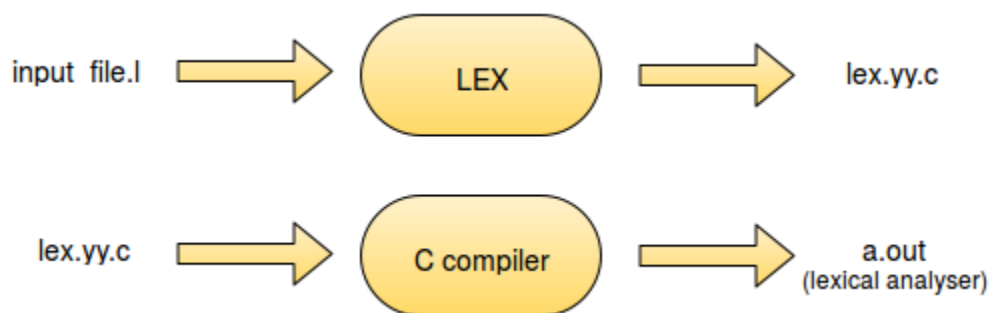 input file.l
LEX
lex.yy.c
lex.yy.c
C compiler
a.out
(lexical analyser)